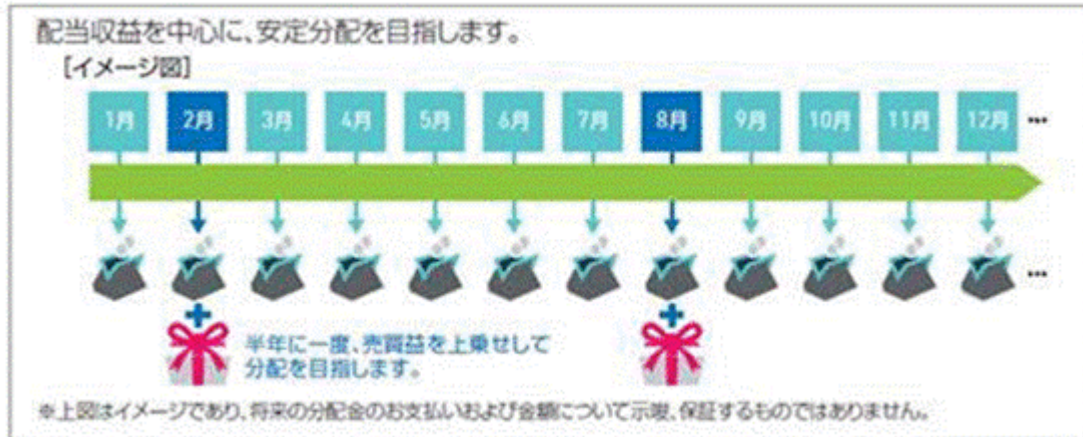 配当収益を中心に、安定分配を目指します。
[イメージ図]
1月 2月 3月 4月 5月 6月 7月 8月 9月 10月 11月 12月 …
…
+ +
半年に一度、売買益を上乗せして
分配を目指します。
※上図はイメージであり、将来の分配金のお支払いおよび金額について示唆、保証するものではありません。